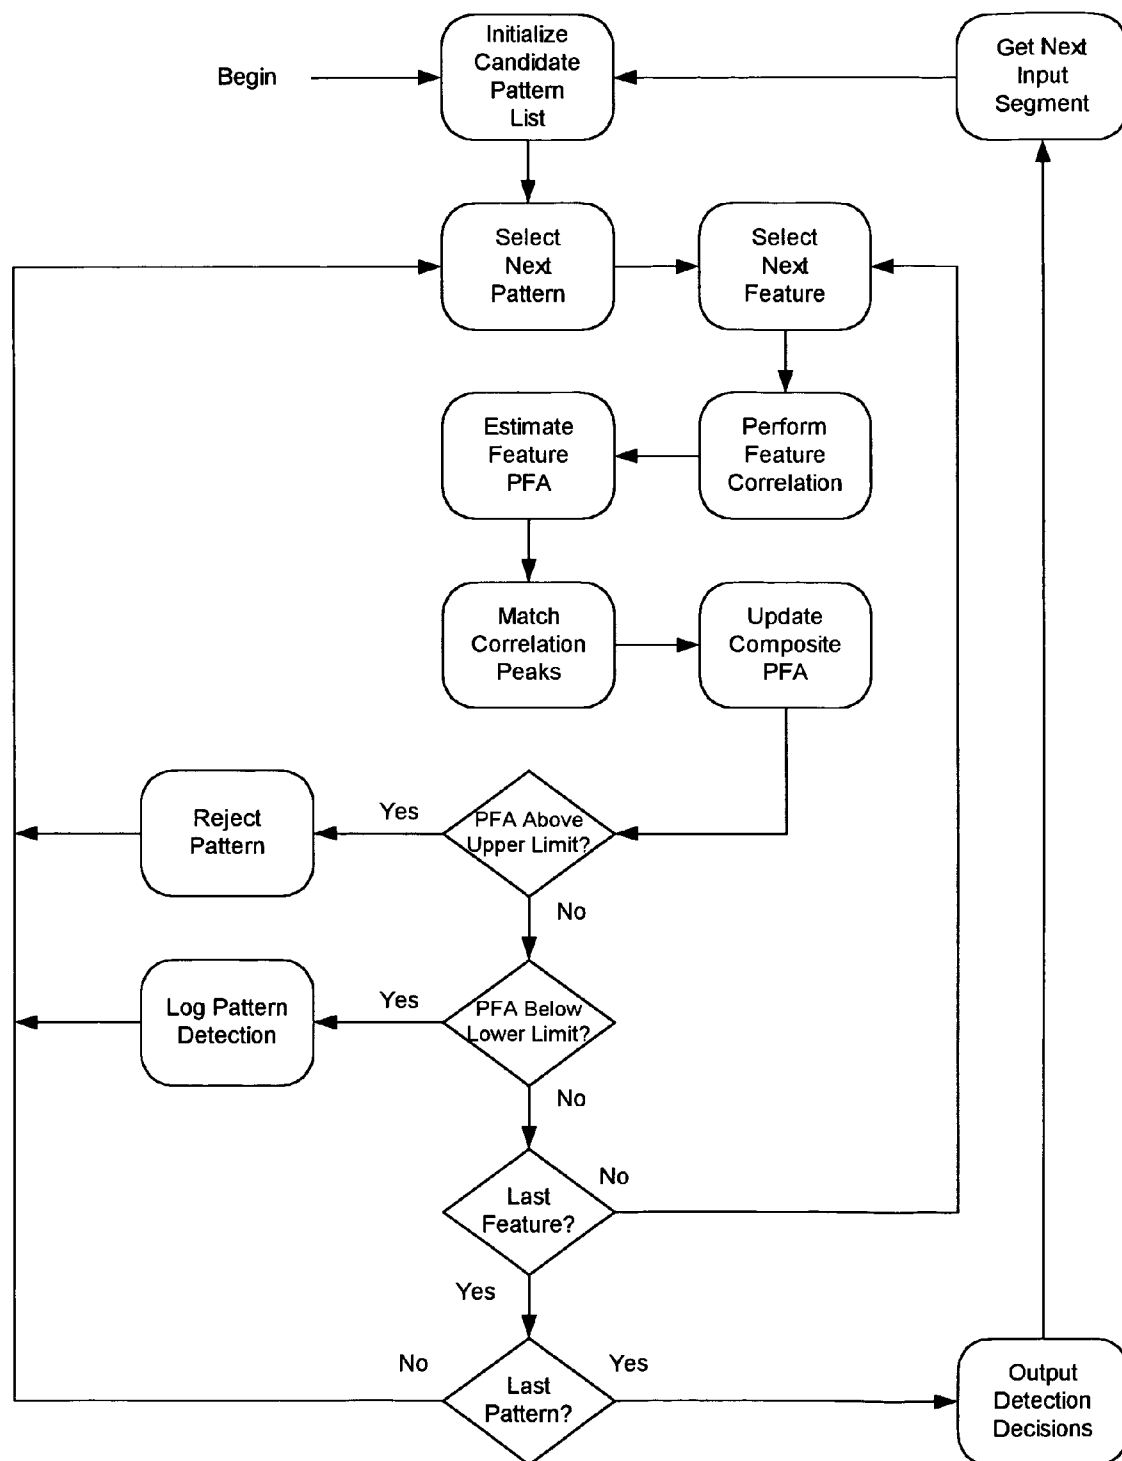 Initialize
Candidate
Pattern
List
Begin
Get Next
Input
Segment
Select
Next
Pattern
Select
Next
Feature
Estimate
Feature
PFA
Perform
Feature
Correlation
Match
Correlation
Peaks
Update
Composite
PFA
Reject
Pattern
Yes
PFA Above
Upper Limit?
No
Log Pattern
Detection
Yes
PFA Below
Lower Limit?
No
Last
Feature?
No
Yes
No
Last
Pattern?
Yes
Output
Detection
Decisions